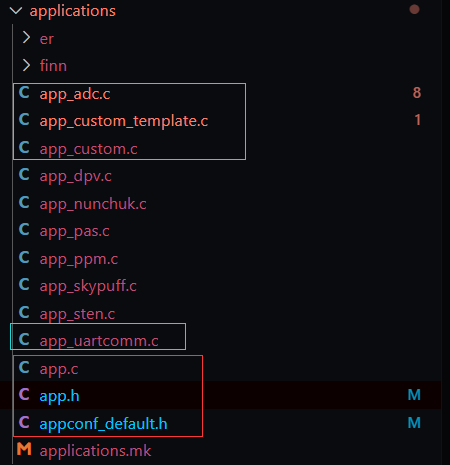 applications
er
finn
C app_adc.c 8
C app_custom_template.c 1
C app_custom.c
C app_dpv.c
C app_nunchuk.c
C app_pas.c
C app_ppm.c
C app_skypuff.c
C app_sten.c
C app_uartcomm.c
C app.c
C app.h M
C appconf_default.h M
M applications.mk